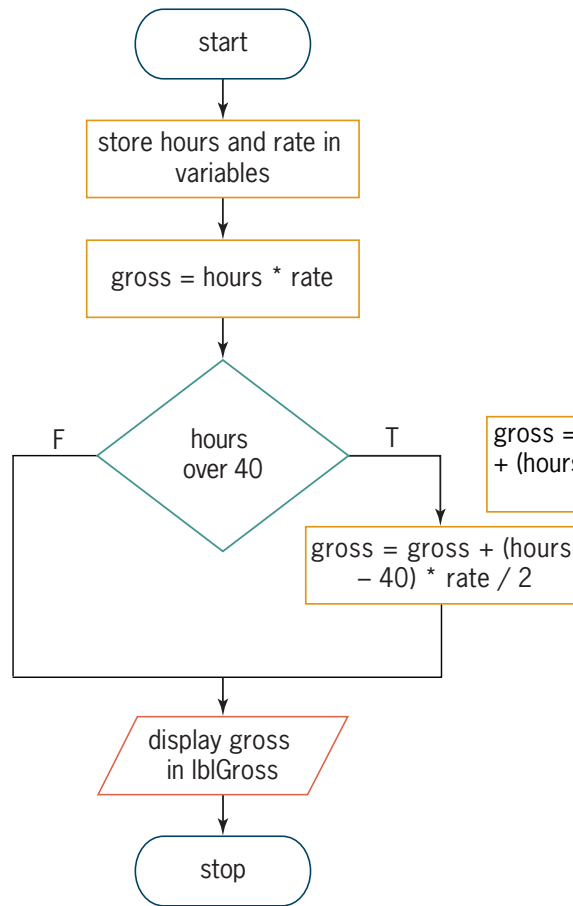 start
store hours and rate in
variables
gross = hours * rate
hours
over 40
F
T
gross =
+ (hours
gross = gross + (hours
– 40) * rate / 2
display gross
in lblGross
stop